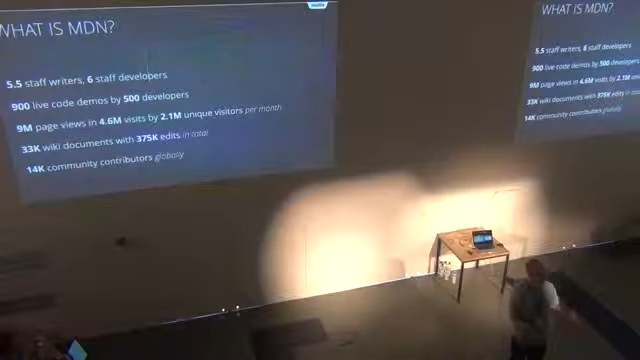 WHAT IS MDN?
5.5 staff writers, 6 staff developers
900 live code demos by 500 developers
9M page views in 4.6M visits by 2.1M unique visitors per month
33K wiki documents with 375K edits in total
14K community contributors globally
mozilla
WHAT IS MDN?
5.5 staff writers, 6 staff developers
900 live code demos by 500 developers
9M page views in 4.6M visits by 2.1M
33K wiki documents with 375K edits in total
14K community contributors globally